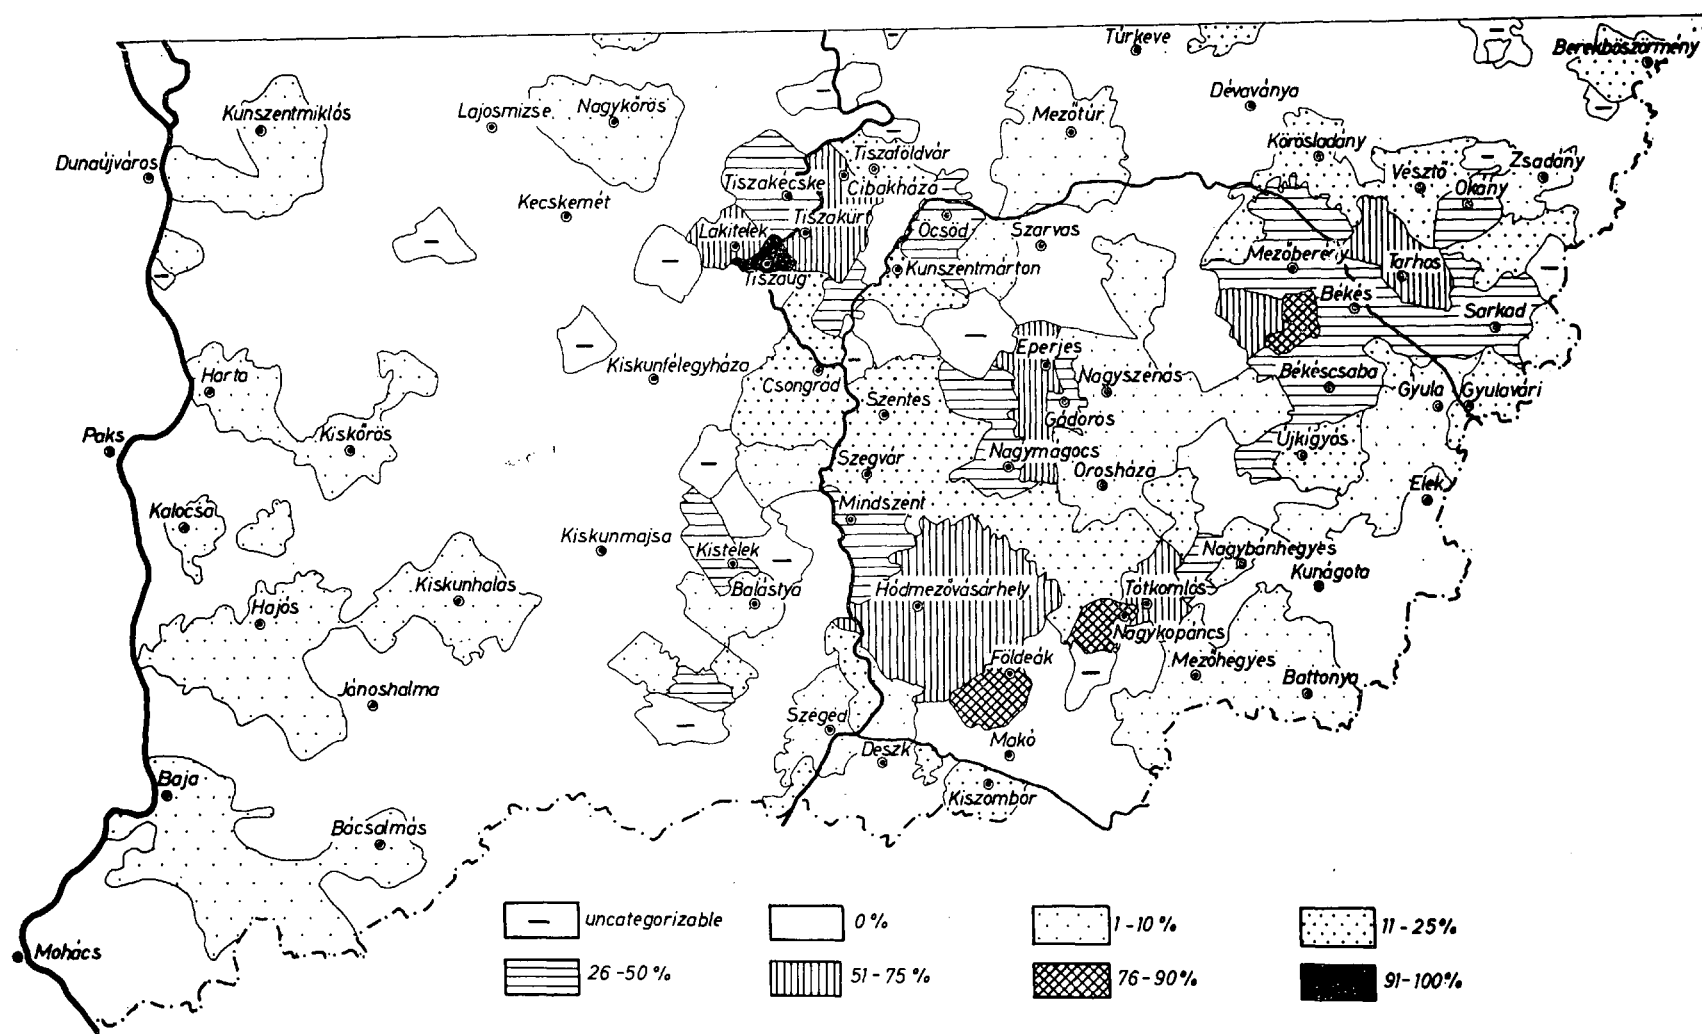 Túrkeve
Berekböszörmény
Kunszentmiklós
Lajosmizse
Nagykőrös
Mezőtúr
Dévaványa
Dunaújváros
Tiszaföldvár
Körösladány
Vésztő
Zsadány
Tiszakécske
Cibakháza
Okány
Kecskemét
Tiszakürt
Lakitelek
Öcsöd
Szarvas
Mezőberény
Tarhos
Tiszaug
Kunszentmárton
Békés
Sarkad
Eperjes
Kiskunfélegyháza
Harta
Csongrád
Nagyszénás
Békéscsaba
Gyula
Gyulavári
Szentes
Gádoros
Paks
Kiskőrös
Újkígyós
Szegvár
Nagymágocs
Orosháza
Elek
Kalocsa
Mindszent
Kiskunmajsa
Kistelek
Nagybánhegyes
Kunágota
Kiskunhalas
Balástya
Hódmezővásárhely
Tótkomlós
Hajós
Nagykopáncs
Földeák
Mezőhegyes
Battonya
Jánoshalma
Szeged
Deszk
Makó
Baja
Kiszombor
Bácsalmás
Mohács
uncategorizable
0%
1-10%
11-25%
26-50%
51-75%
76-90%
91-100%